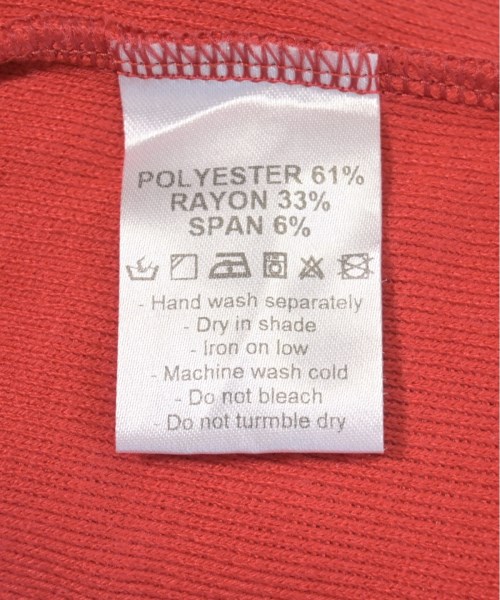 POLYESTER 61%
RAYON 33%
SPAN 6%
- Hand wash separately
- Dry in shade
- Iron on low
- Machine wash cold
- Do not bleach
- Do not turmble dry